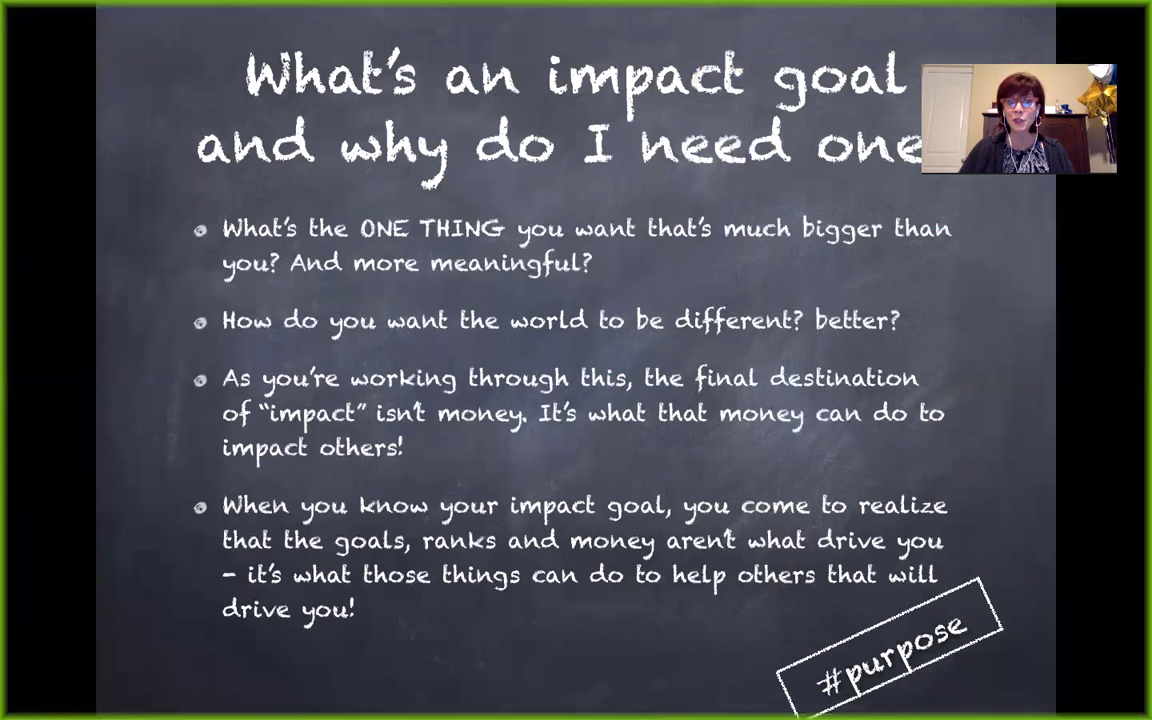 What's an impact goal
and why do I need one
What's the ONE THING you want that's much bigger than
you? And more meaningful?
How do you want the world to be different? better?
As you're working through this, the final destination
of "impact" isn't money. It's what that money can do to
impact others!
When you know your impact goal, you come to realize
that the goals, ranks and money aren't what drive you
- it's what those things can do to help others that will
drive you!
#purpose